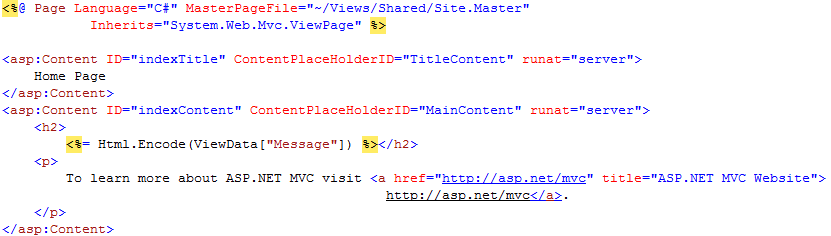 <%@ Page Language="C#" MasterPageFile="~/Views/Shared/Site.Master"
Inherits="System.Web.Mvc.ViewPage" %>
<asp:Content ID="indexTitle" ContentPlaceHolderID="TitleContent" runat="server">
Home Page
</asp:Content>
<asp:Content ID="indexContent" ContentPlaceHolderID="MainContent" runat="server">
<h2>
<%= Html.Encode(ViewData["Message"]) %></h2>
<p>
To learn more about ASP.NET MVC visit <a href="http://asp.net/mvc" title="ASP.NET MVC Website">
http://asp.net/mvc</a>.
</p>
</asp:Content>